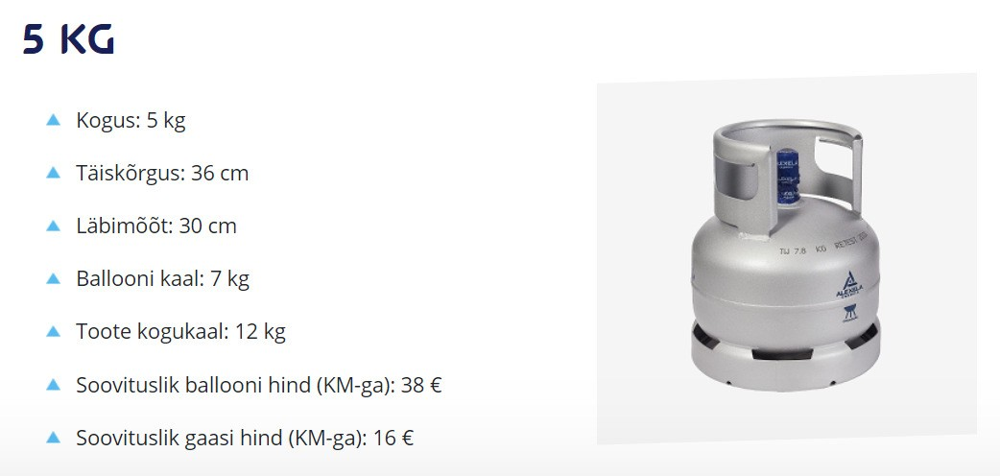 5 KG
Kogus: 5 kg
Täiskõrgus: 36 cm
Läbimõõt: 30 cm
Ballooni kaal: 7 kg
Toote kogukaal: 12 kg
Soovituslik ballooni hind (KM-ga): 38 €
Soovituslik gaasi hind (KM-ga): 16 €
ALEXELA
TW 7.8 KG RETEST
ALEXELA